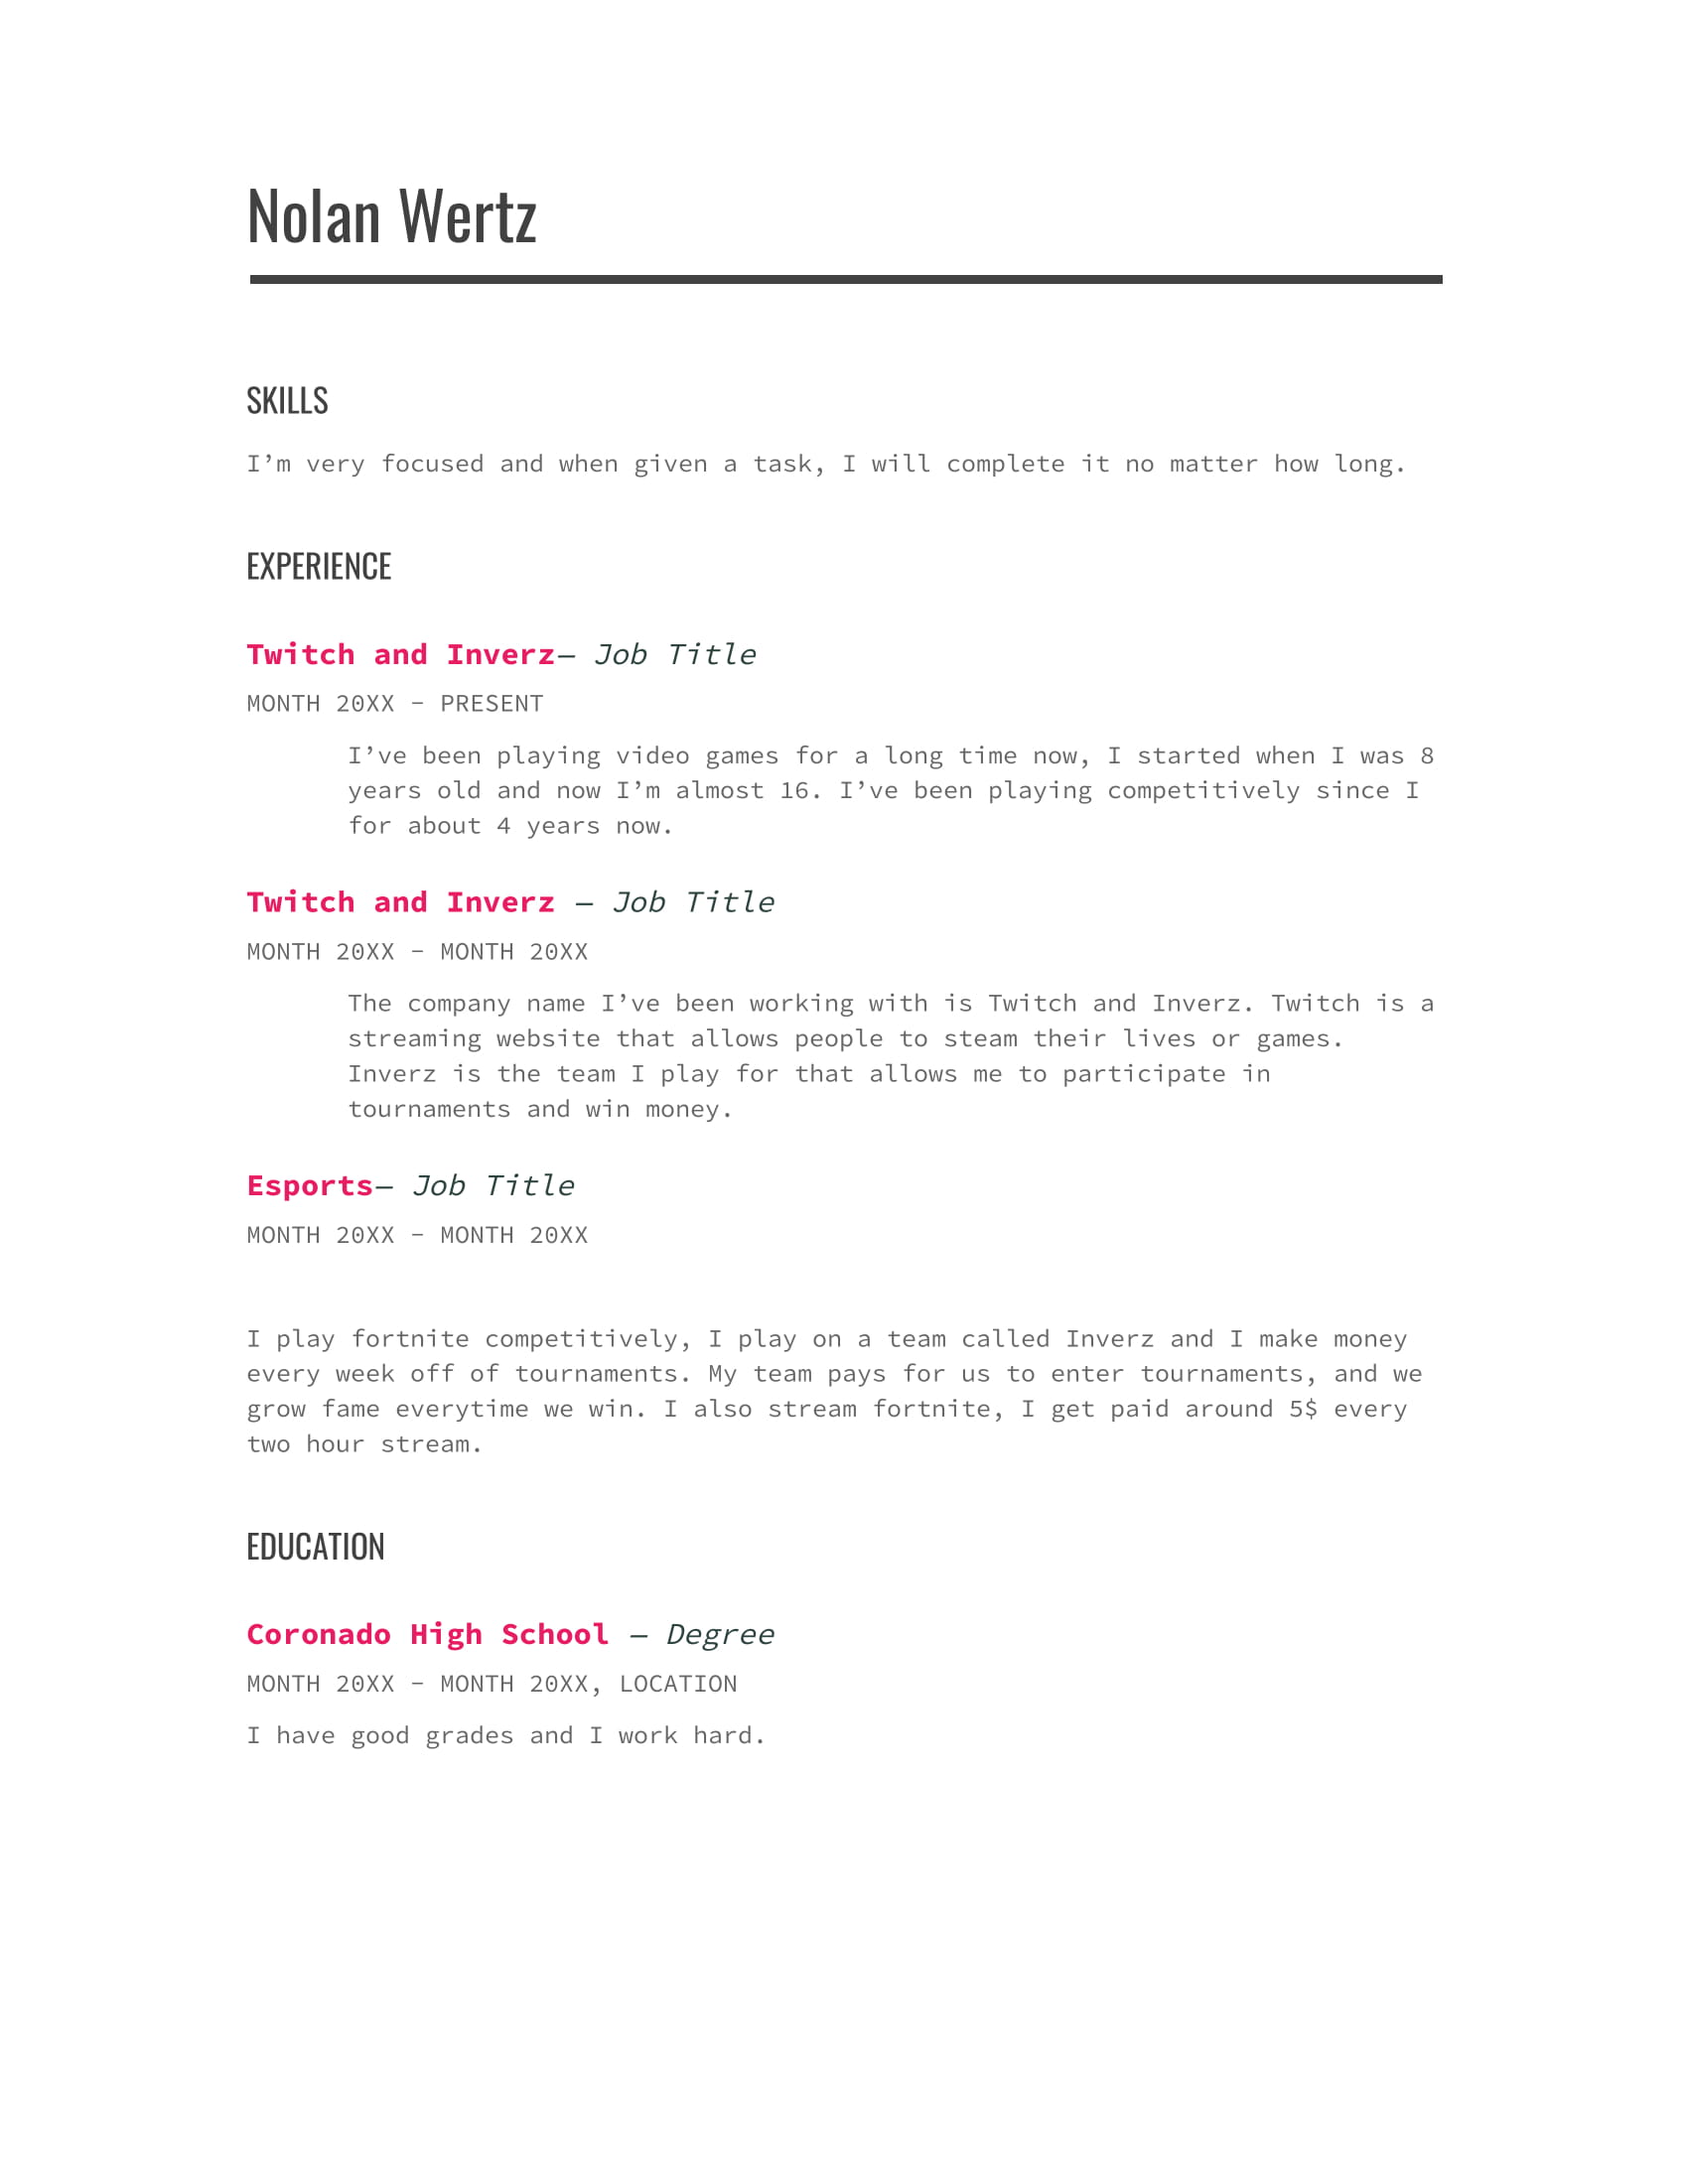 Nolan Wertz
SKILLS
I’m very focused and when given a task, I will complete it no matter how long.
EXPERIENCE
Twitch and Inverz— Job Title
MONTH 20XX - PRESENT
I’ve been playing video games for a long time now, I started when I was 8
years old and now I’m almost 16. I’ve been playing competitively since I
for about 4 years now.
Twitch and Inverz — Job Title
MONTH 20XX - MONTH 20XX
The company name I’ve been working with is Twitch and Inverz. Twitch is a
streaming website that allows people to steam their lives or games.
Inverz is the team I play for that allows me to participate in
tournaments and win money.
Esports— Job Title
MONTH 20XX - MONTH 20XX
I play fortnite competitively, I play on a team called Inverz and I make money
every week off of tournaments. My team pays for us to enter tournaments, and we
grow fame everytime we win. I also stream fortnite, I get paid around 5$ every
two hour stream.
EDUCATION
Coronado High School — Degree
MONTH 20XX - MONTH 20XX, LOCATION
I have good grades and I work hard.